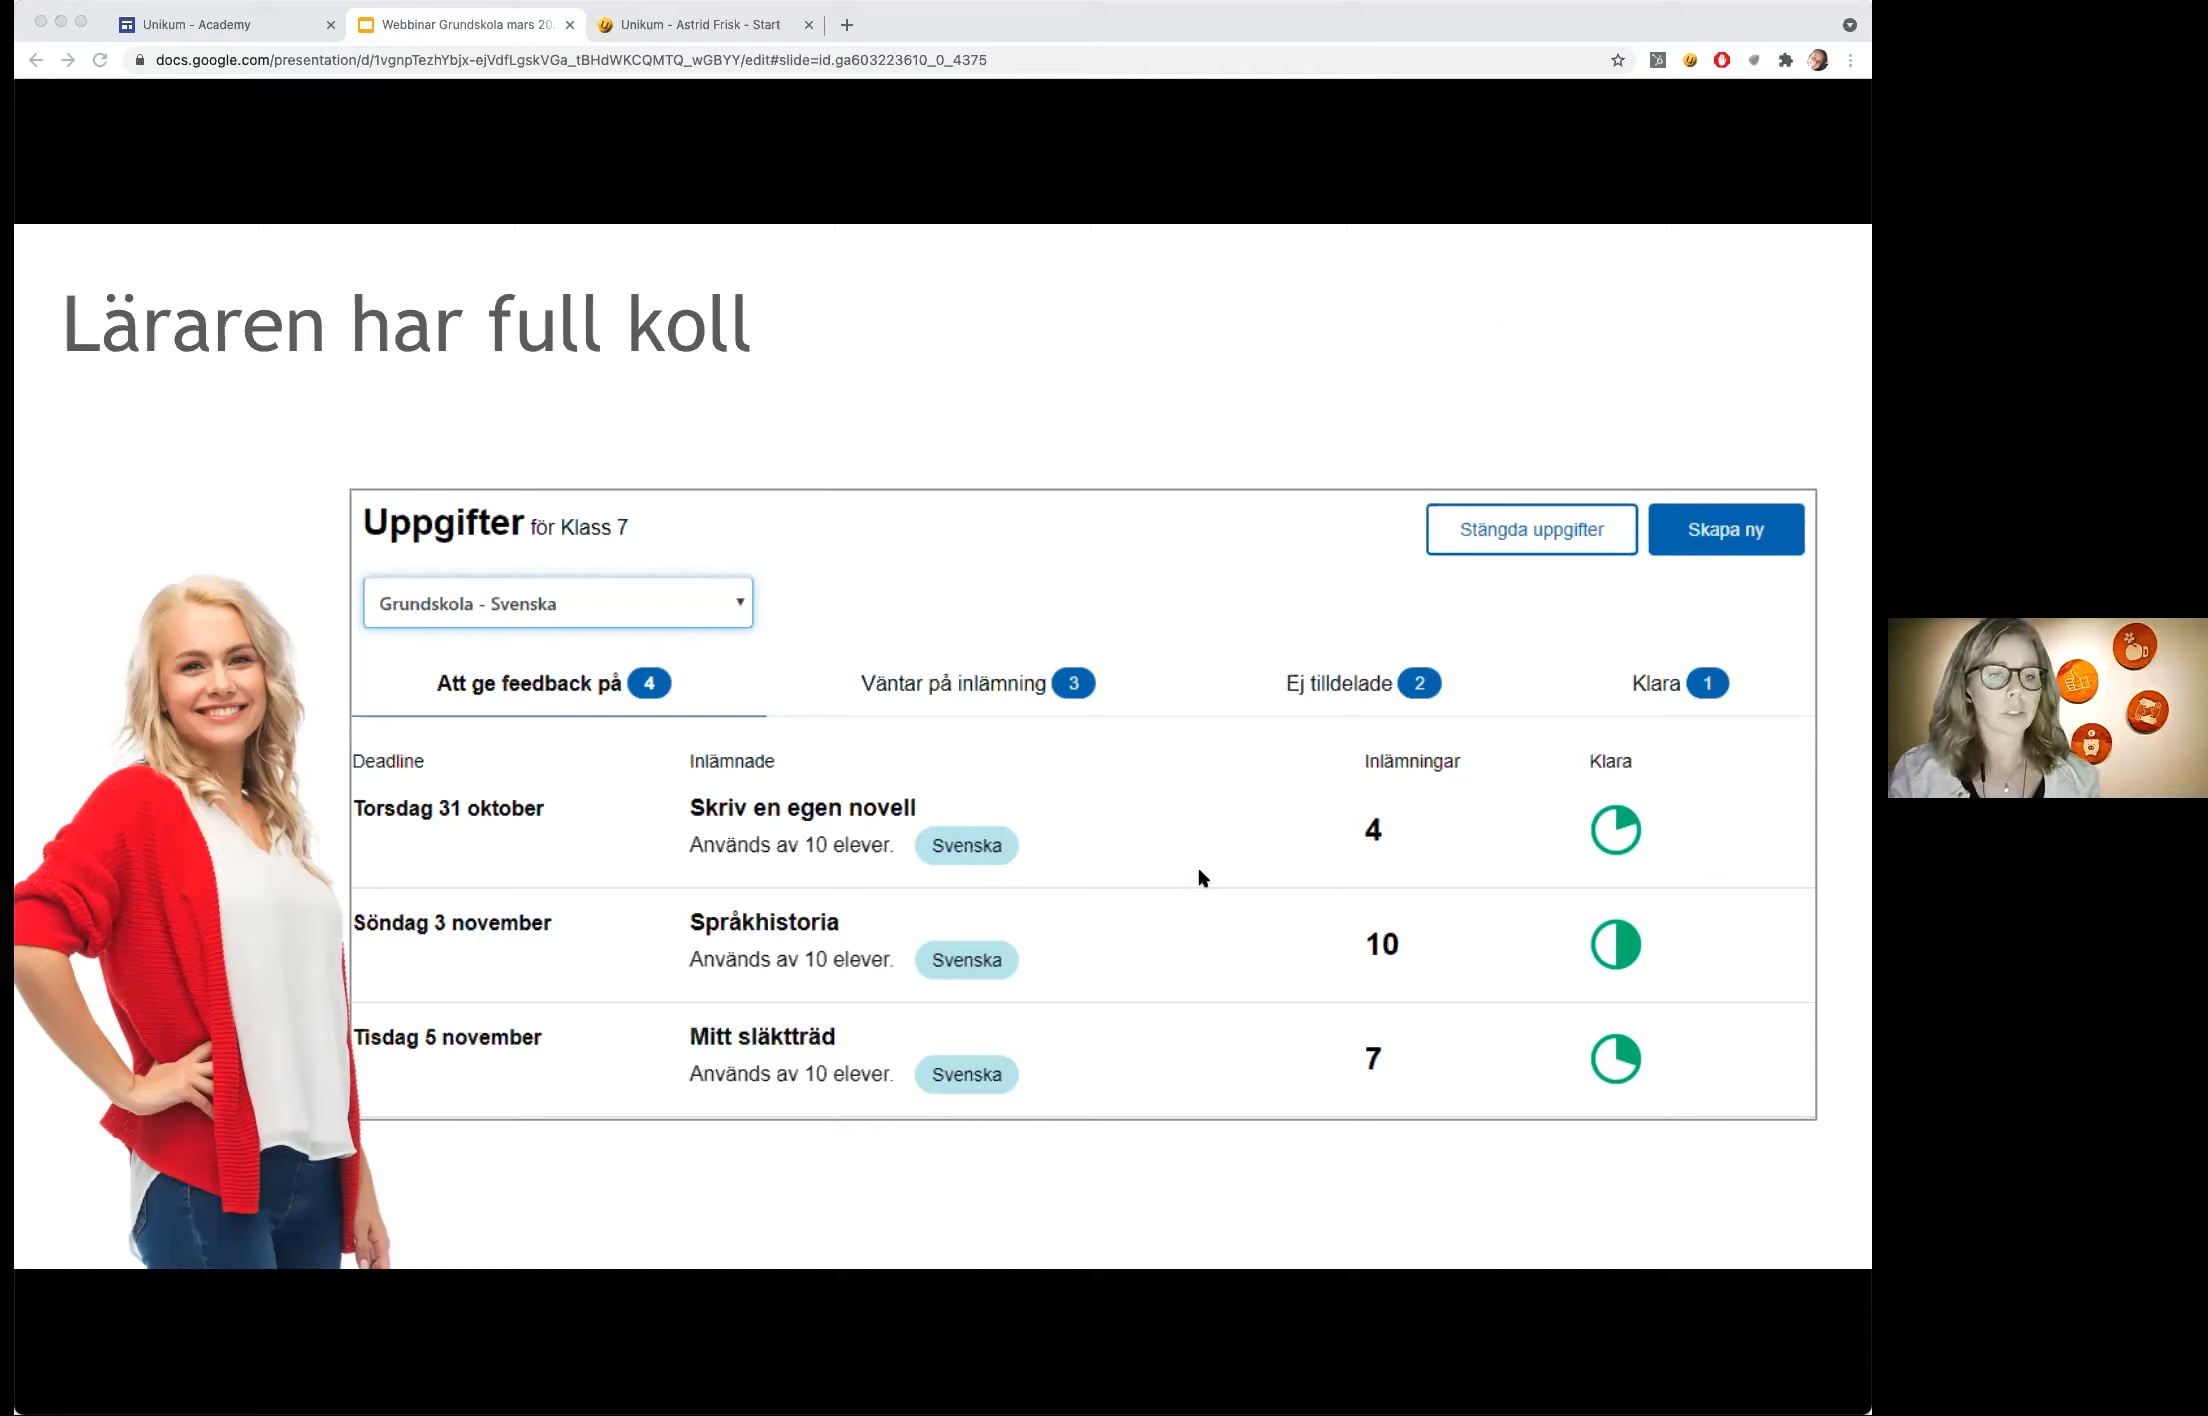 Unikum - Academy
Webbinar Grundskola mars 20
Unikum - Astrid Frisk - Start
docs.google.com/presentation/d/1vgnpTezhYbjx-ejVdfLgskVGa_tBHdWKCQMTQ_wGBYY/edit#slide=id.ga603223610_0_4375
Läraren har full koll
Uppgifter för Klass 7
Stängda uppgifter
Skapa ny
Grundskola - Svenska
Att ge feedback på 4
Väntar på inlämning 3
Ej tilldelade 2
Klara 1
Deadline Inlämnade Inlämningar Klara
Torsdag 31 oktober Skriv en egen novell 4
Används av 10 elever. Svenska
Söndag 3 november Språkhistoria 10
Används av 10 elever. Svenska
Tisdag 5 november Mitt släktträd 7
Används av 10 elever. Svenska